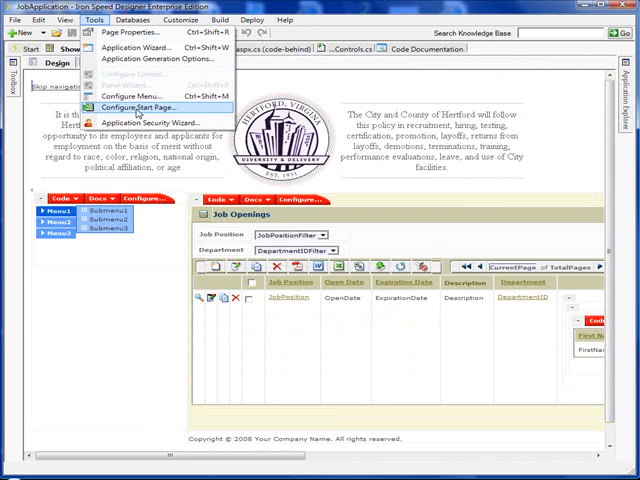 JobApplication - Iron Speed Designer Enterprise Edition
File Edit View Tools Databases Customize Build Deploy Help
New Search Knowledge Base: Go
Start Show aspx.cs (code-behind) ...Controls.cs Code Documentation
Design
Toolbox
Application Explorer
Page Properties... Ctrl+Shift+R
Application Wizard... Ctrl+Shift+W
Application Generation Options...
Configure Control...
Panel Wizard... Ctrl+Shift+P
Configure Menu... Ctrl+Shift+M
Configure Start Page...
Application Security Wizard...
Skip naviga
It is th
employees and applicants for
employment on the basis of merit without
regard to race, color, religion, national origin,
political affiliation, or age
HERTFORD, VIRGINIA
DIVERSITY & DELIVERY
EST. 1931
The City and County of Hertford will follow
this policy in recruitment, hiring, testing,
certification, promotion, layoffs, returns from
layoffs, demotions, terminations, training,
performance evaluations, leave, and use of City
facilities.
Code Docs Configure...
Menu1 Submenu1
Menu2 Submenu2
Menu3 Submenu3
Code Docs Configure...
Job Openings
Job Position JobPositionFilter
Department DepartmentIDFilter
CurrentPage of TotalPages
Job Position Open Date Expiration Date Description Department
JobPosition OpenDate ExpirationDate Description DepartmentID
Code
First Na
FirstNam
Copyright © 2008 Your Company Name. All rights reserved.